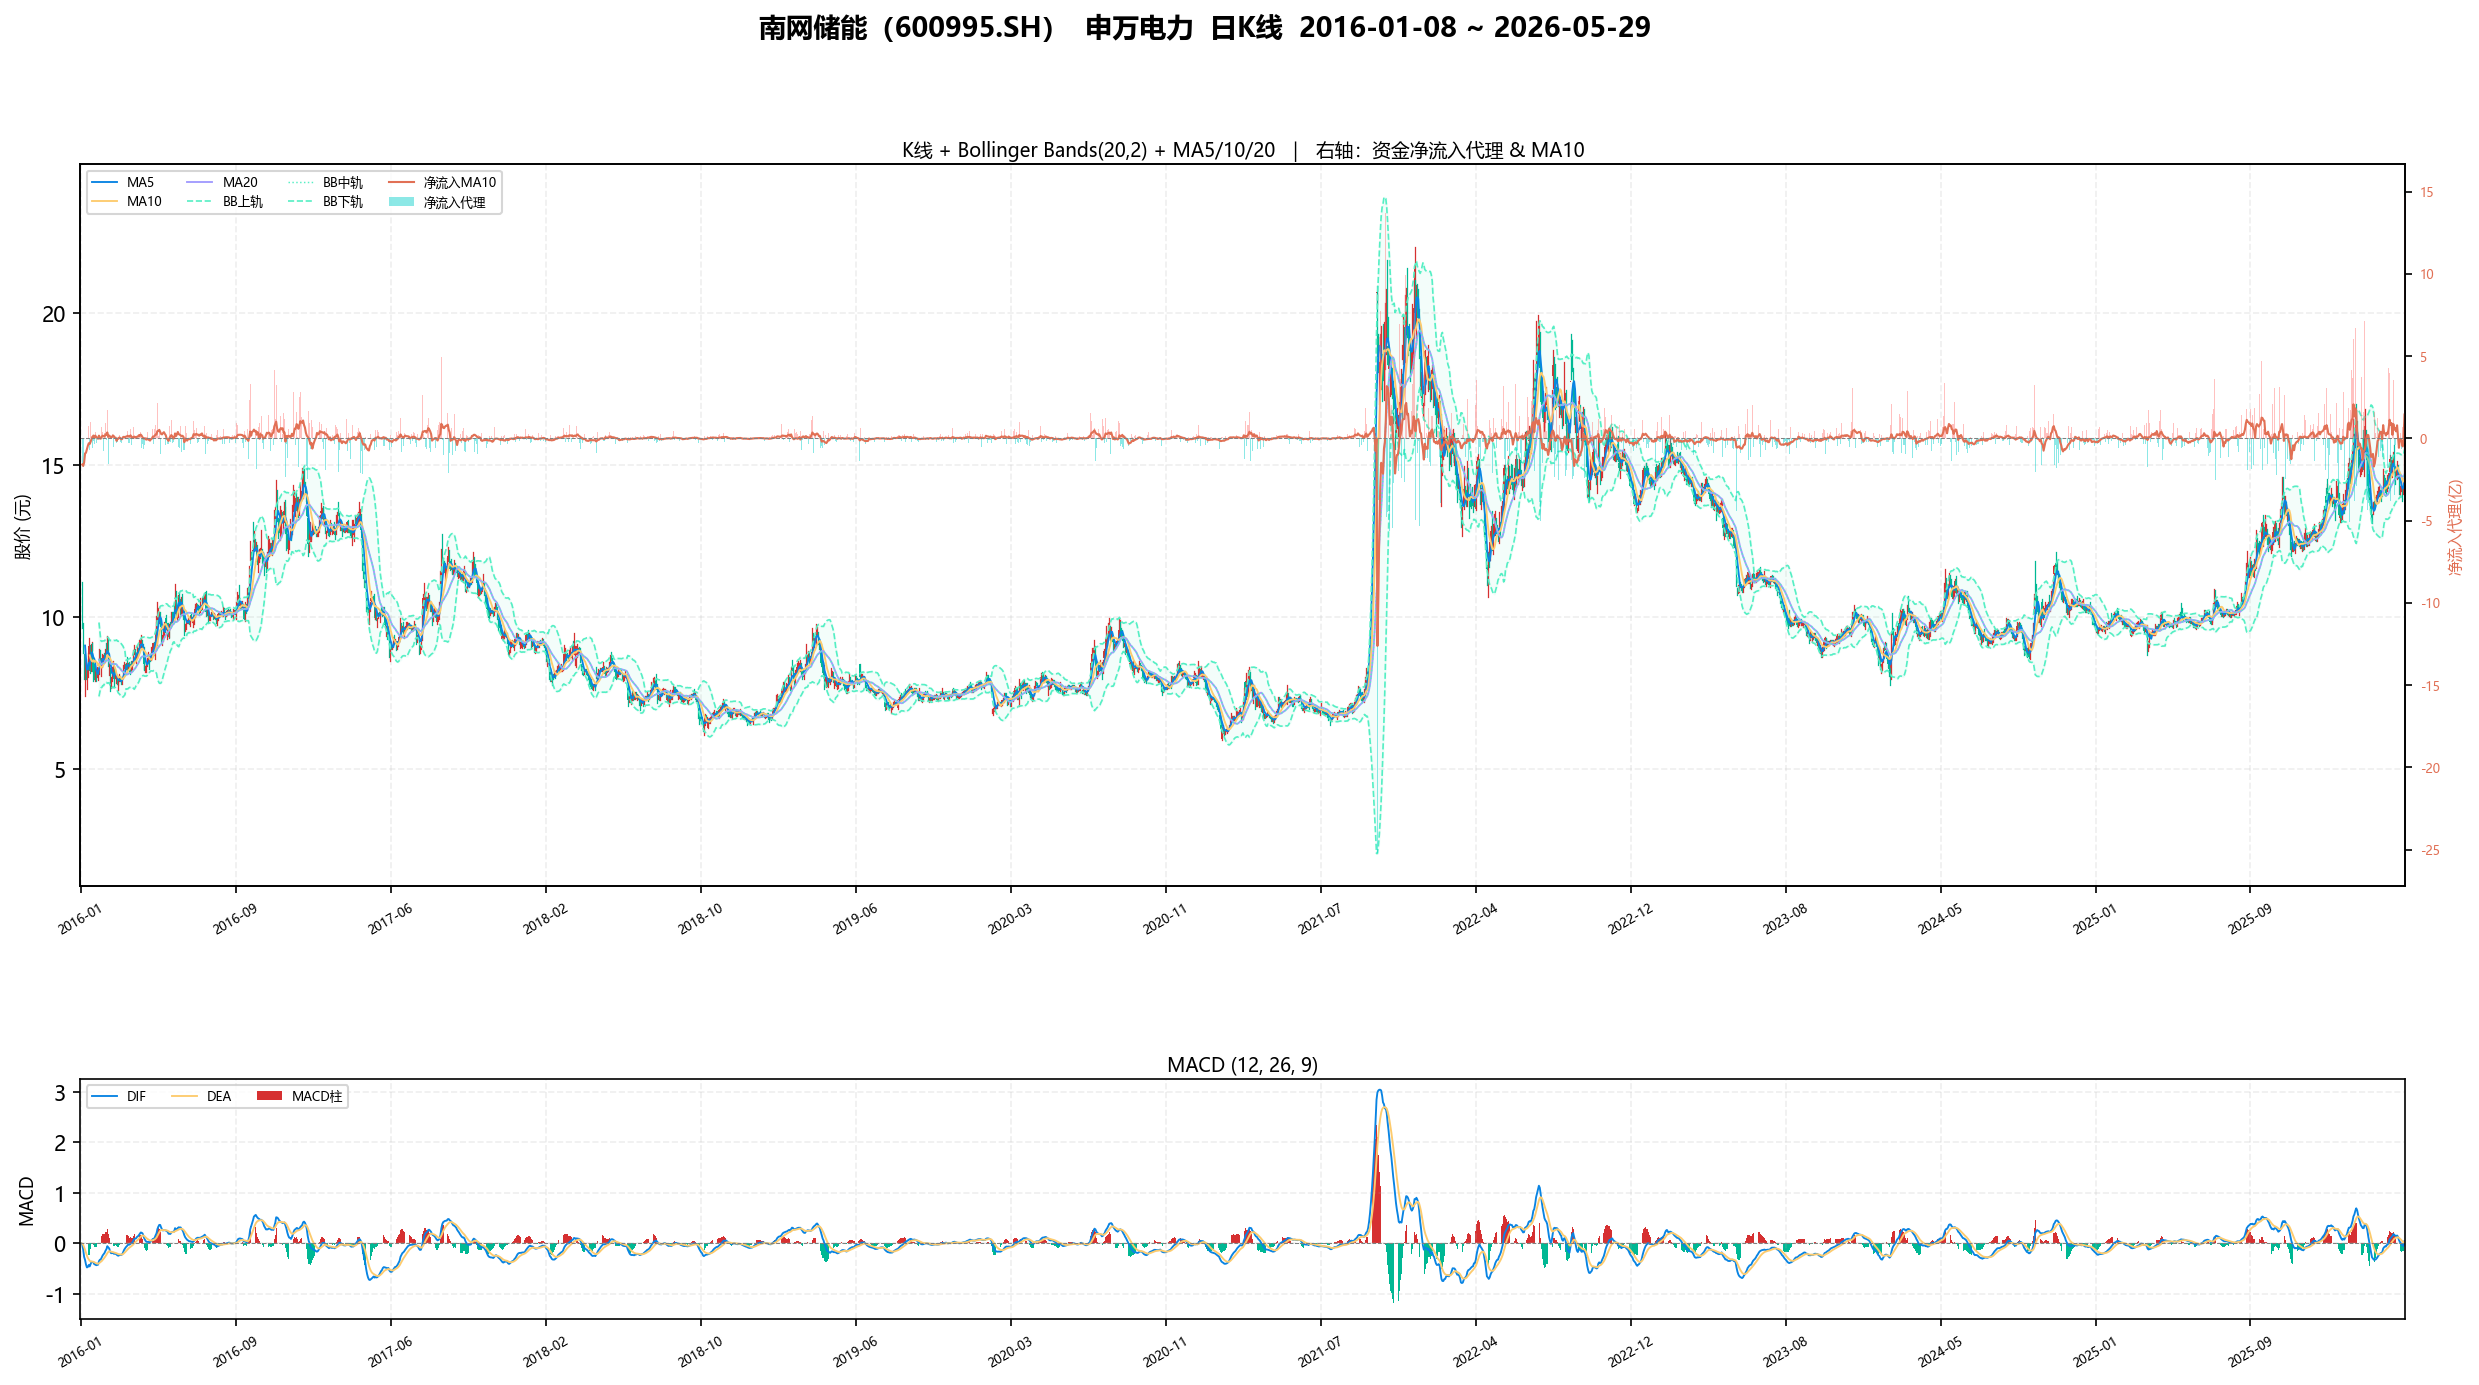 南网储能（600995.SH） 申万电力 日K线 2016-01-08 ~ 2026-05-29
K线 + Bollinger Bands(20,2) + MA5/10/20 | 右轴：资金净流入代理 & MA10
MA5 MA20 BB中轨 净流入MA10
MA10 BB上轨 BB下轨 净流入代理
股价 (元)
20
15
10
5
15
10
5
0
-5
-10
-15
-20
-25
净流入代理(亿)
2016-01 2016-09 2017-06 2018-02 2018-10 2019-06 2020-03 2020-11 2021-07 2022-04 2022-12 2023-08 2024-05 2025-01 2025-09
MACD (12, 26, 9)
DIF DEA MACD柱
MACD
3
2
1
0
-1
2016-01 2016-09 2017-06 2018-02 2018-10 2019-06 2020-03 2020-11 2021-07 2022-04 2022-12 2023-08 2024-05 2025-01 2025-09